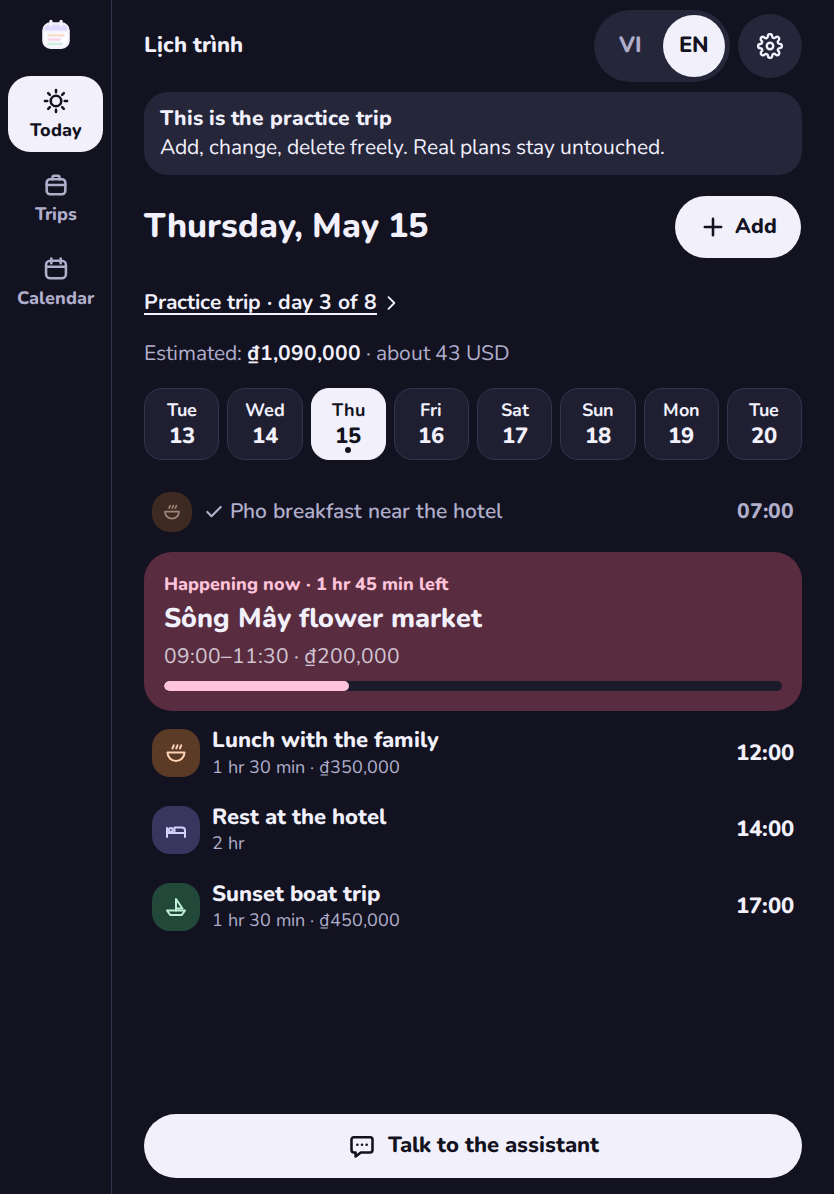 Lịch trình
VI
EN
Today
Trips
Calendar
This is the practice trip
Add, change, delete freely. Real plans stay untouched.
Thursday, May 15
Add
Practice trip · day 3 of 8
Estimated: ₫1,090,000 · about 43 USD
Tue Wed Thu Fri Sat Sun Mon Tue
13 14 15 16 17 18 19 20
Pho breakfast near the hotel 07:00
Happening now · 1 hr 45 min left
Sông Mây flower market
09:00–11:30 · ₫200,000
Lunch with the family
1 hr 30 min · ₫350,000
12:00
Rest at the hotel
2 hr
14:00
Sunset boat trip
1 hr 30 min · ₫450,000
17:00
Talk to the assistant